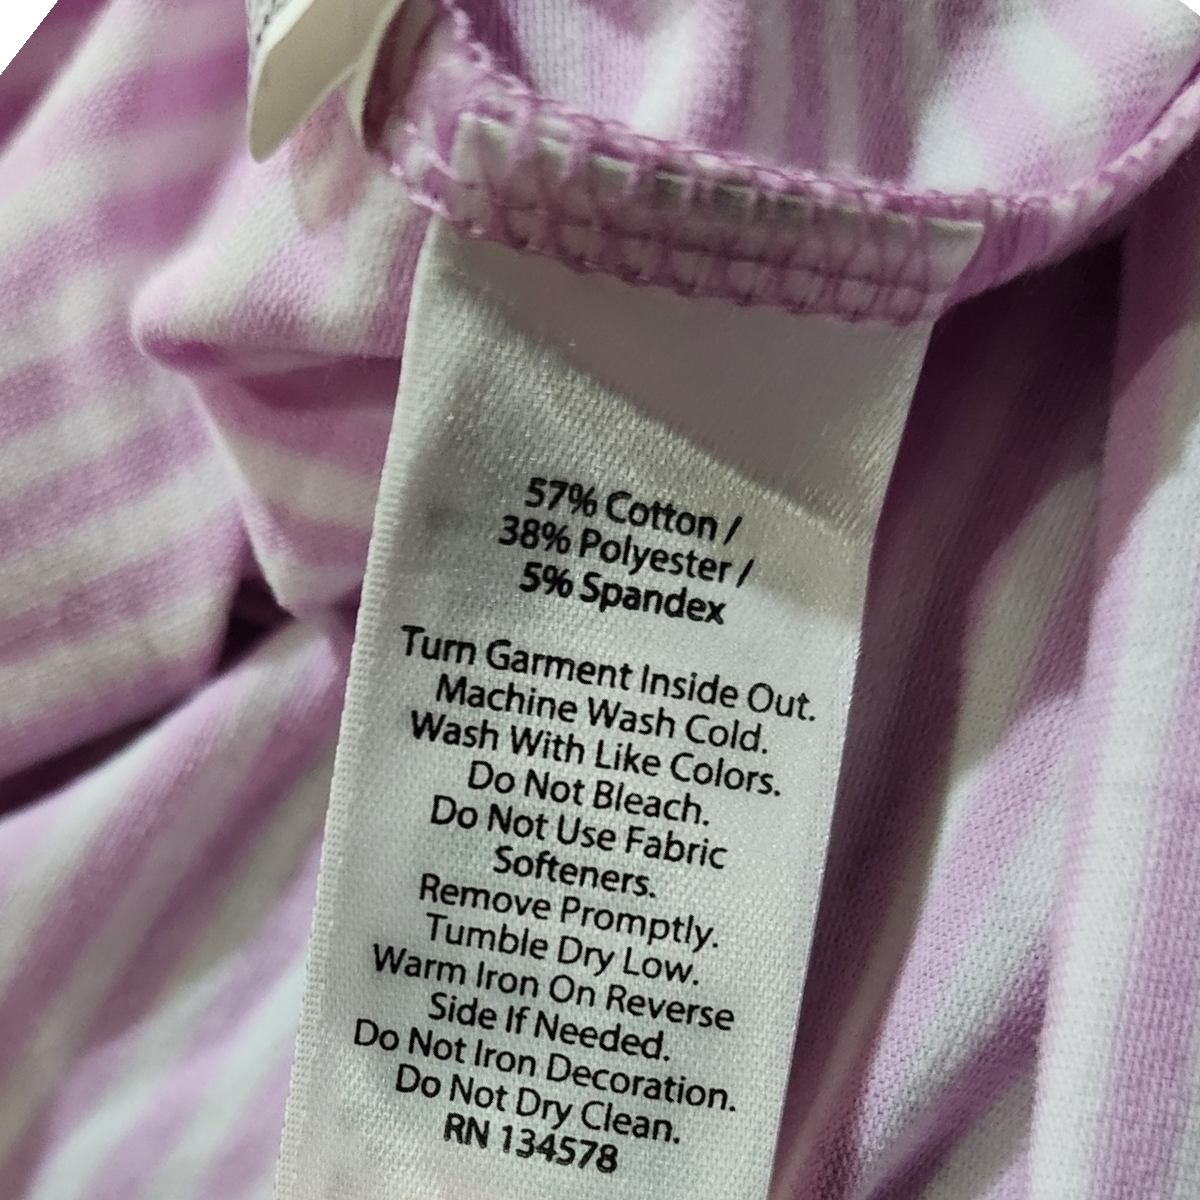 57% Cotton /
38% Polyester /
5% Spandex
Turn Garment Inside Out.
Machine Wash Cold.
Wash With Like Colors.
Do Not Bleach.
Do Not Use Fabric
Softeners.
Remove Promptly.
Tumble Dry Low.
Warm Iron On Reverse
Side If Needed.
Do Not Iron Decoration.
Do Not Dry Clean.
RN 134578